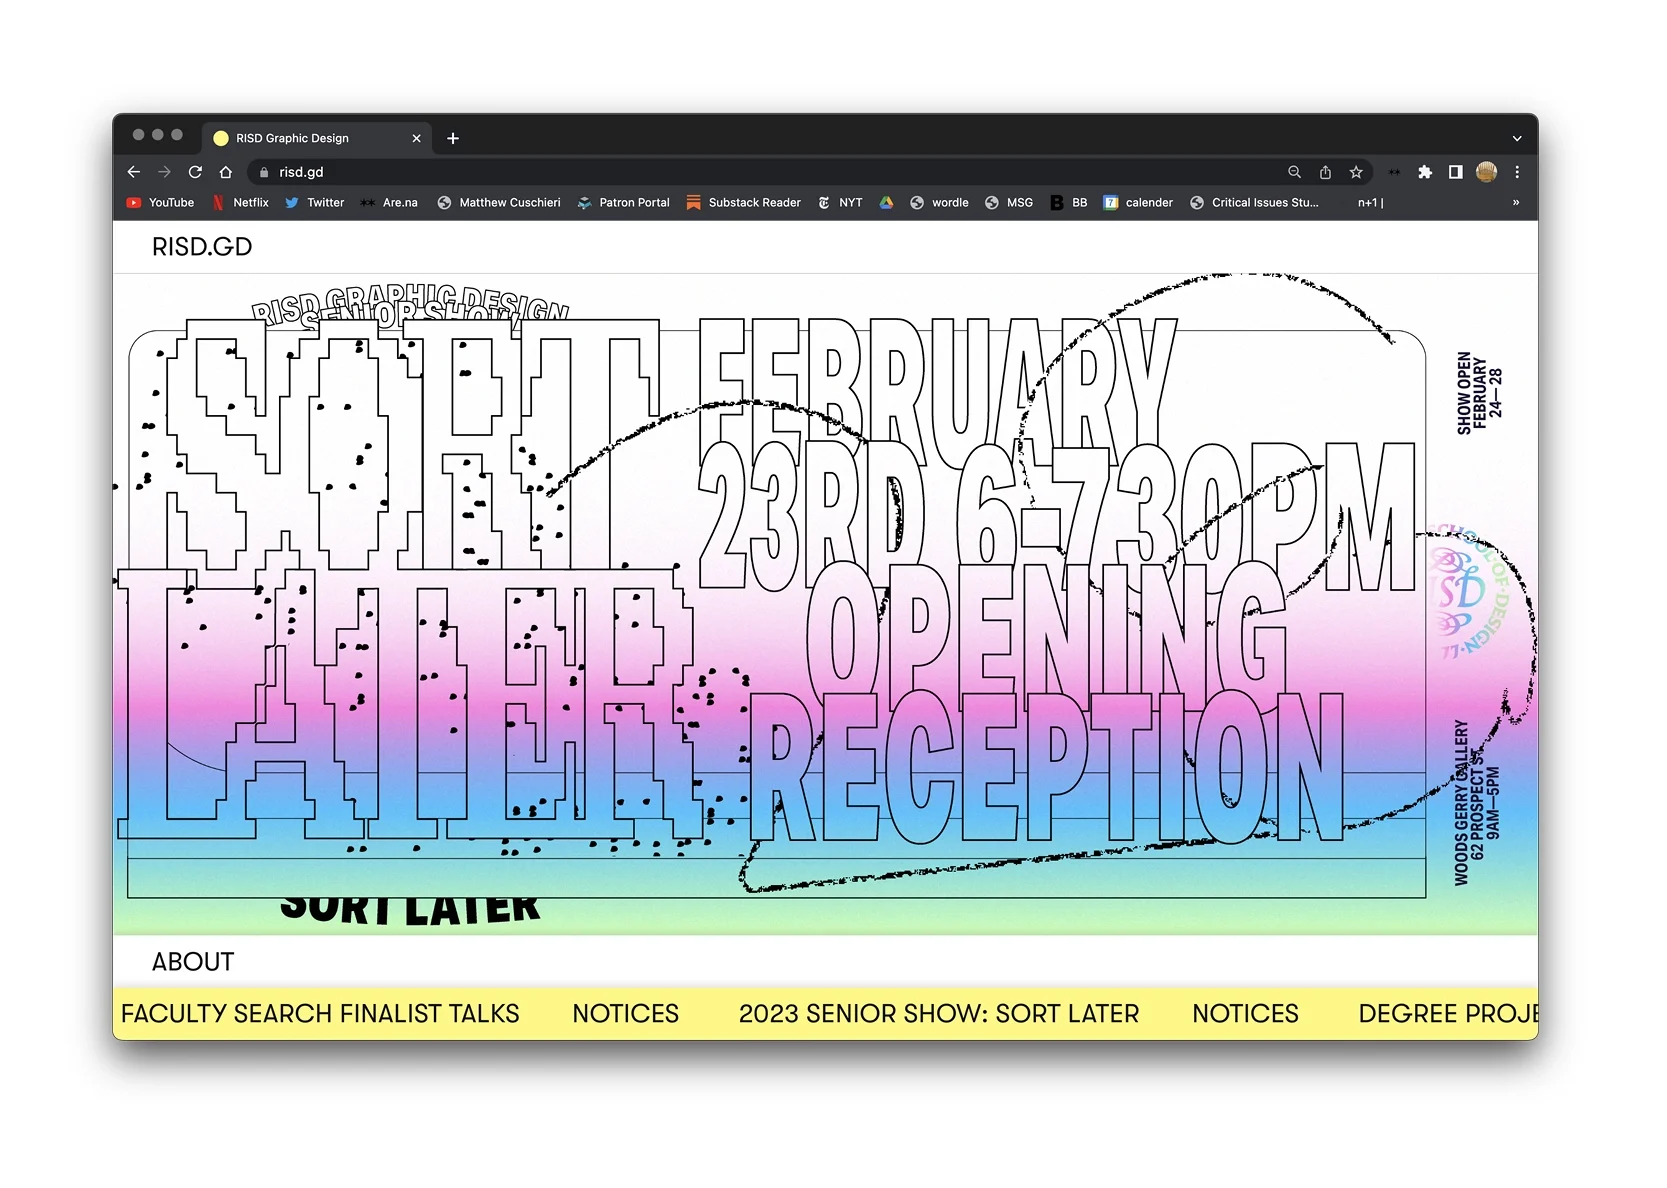 RISD Graphic Design
risd.gd
YouTube Netflix Twitter Are.na Matthew Cuschieri Patron Portal Substack Reader NYT wordle MSG BB calender Critical Issues Stu... n+1 |
RISD.GD
RISD GRAPHIC DESIGN
SENIOR SHOW
SORT
LATER
FEBRUARY
23RD 6-730PM
OPENING
RECEPTION
SHOW OPEN
FEBRUARY
24—28
SCHOOL OF DESIGN
RISD
WOODS GERRY GALLERY
62 PROSPECT ST
9AM—5PM
SORT LATER
ABOUT
FACULTY SEARCH FINALIST TALKS NOTICES 2023 SENIOR SHOW: SORT LATER NOTICES DEGREE PROJE